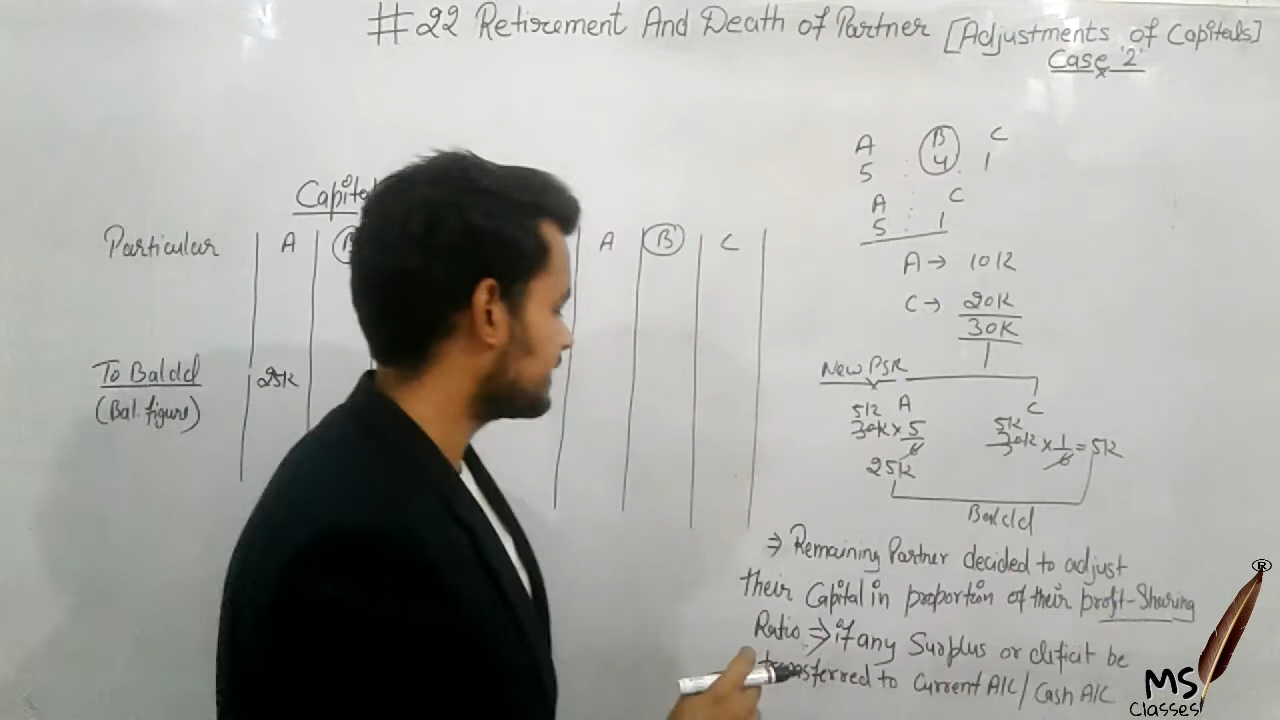 #22 Retirement And Death of Partner [Adjustments of Capitals]
Case '2'
A B C
5 : 4 : 1
A : C
5 : 1
A → 10K
C → 20K
30K
New PSR
A C
5K
30K × 5/6
25K
5K
30K × 1/6 = 5K
Bal c/d
Particular A A B C
To Bal c/d 25K
(Bal. figure)
⇒ Remaining Partner decided to adjust
their Capital in proportion of their profit-Sharing
Ratio ⇒ if any Surplus or deficit be
transferred to Current A/C / Cash A/C
MS
Classes
®